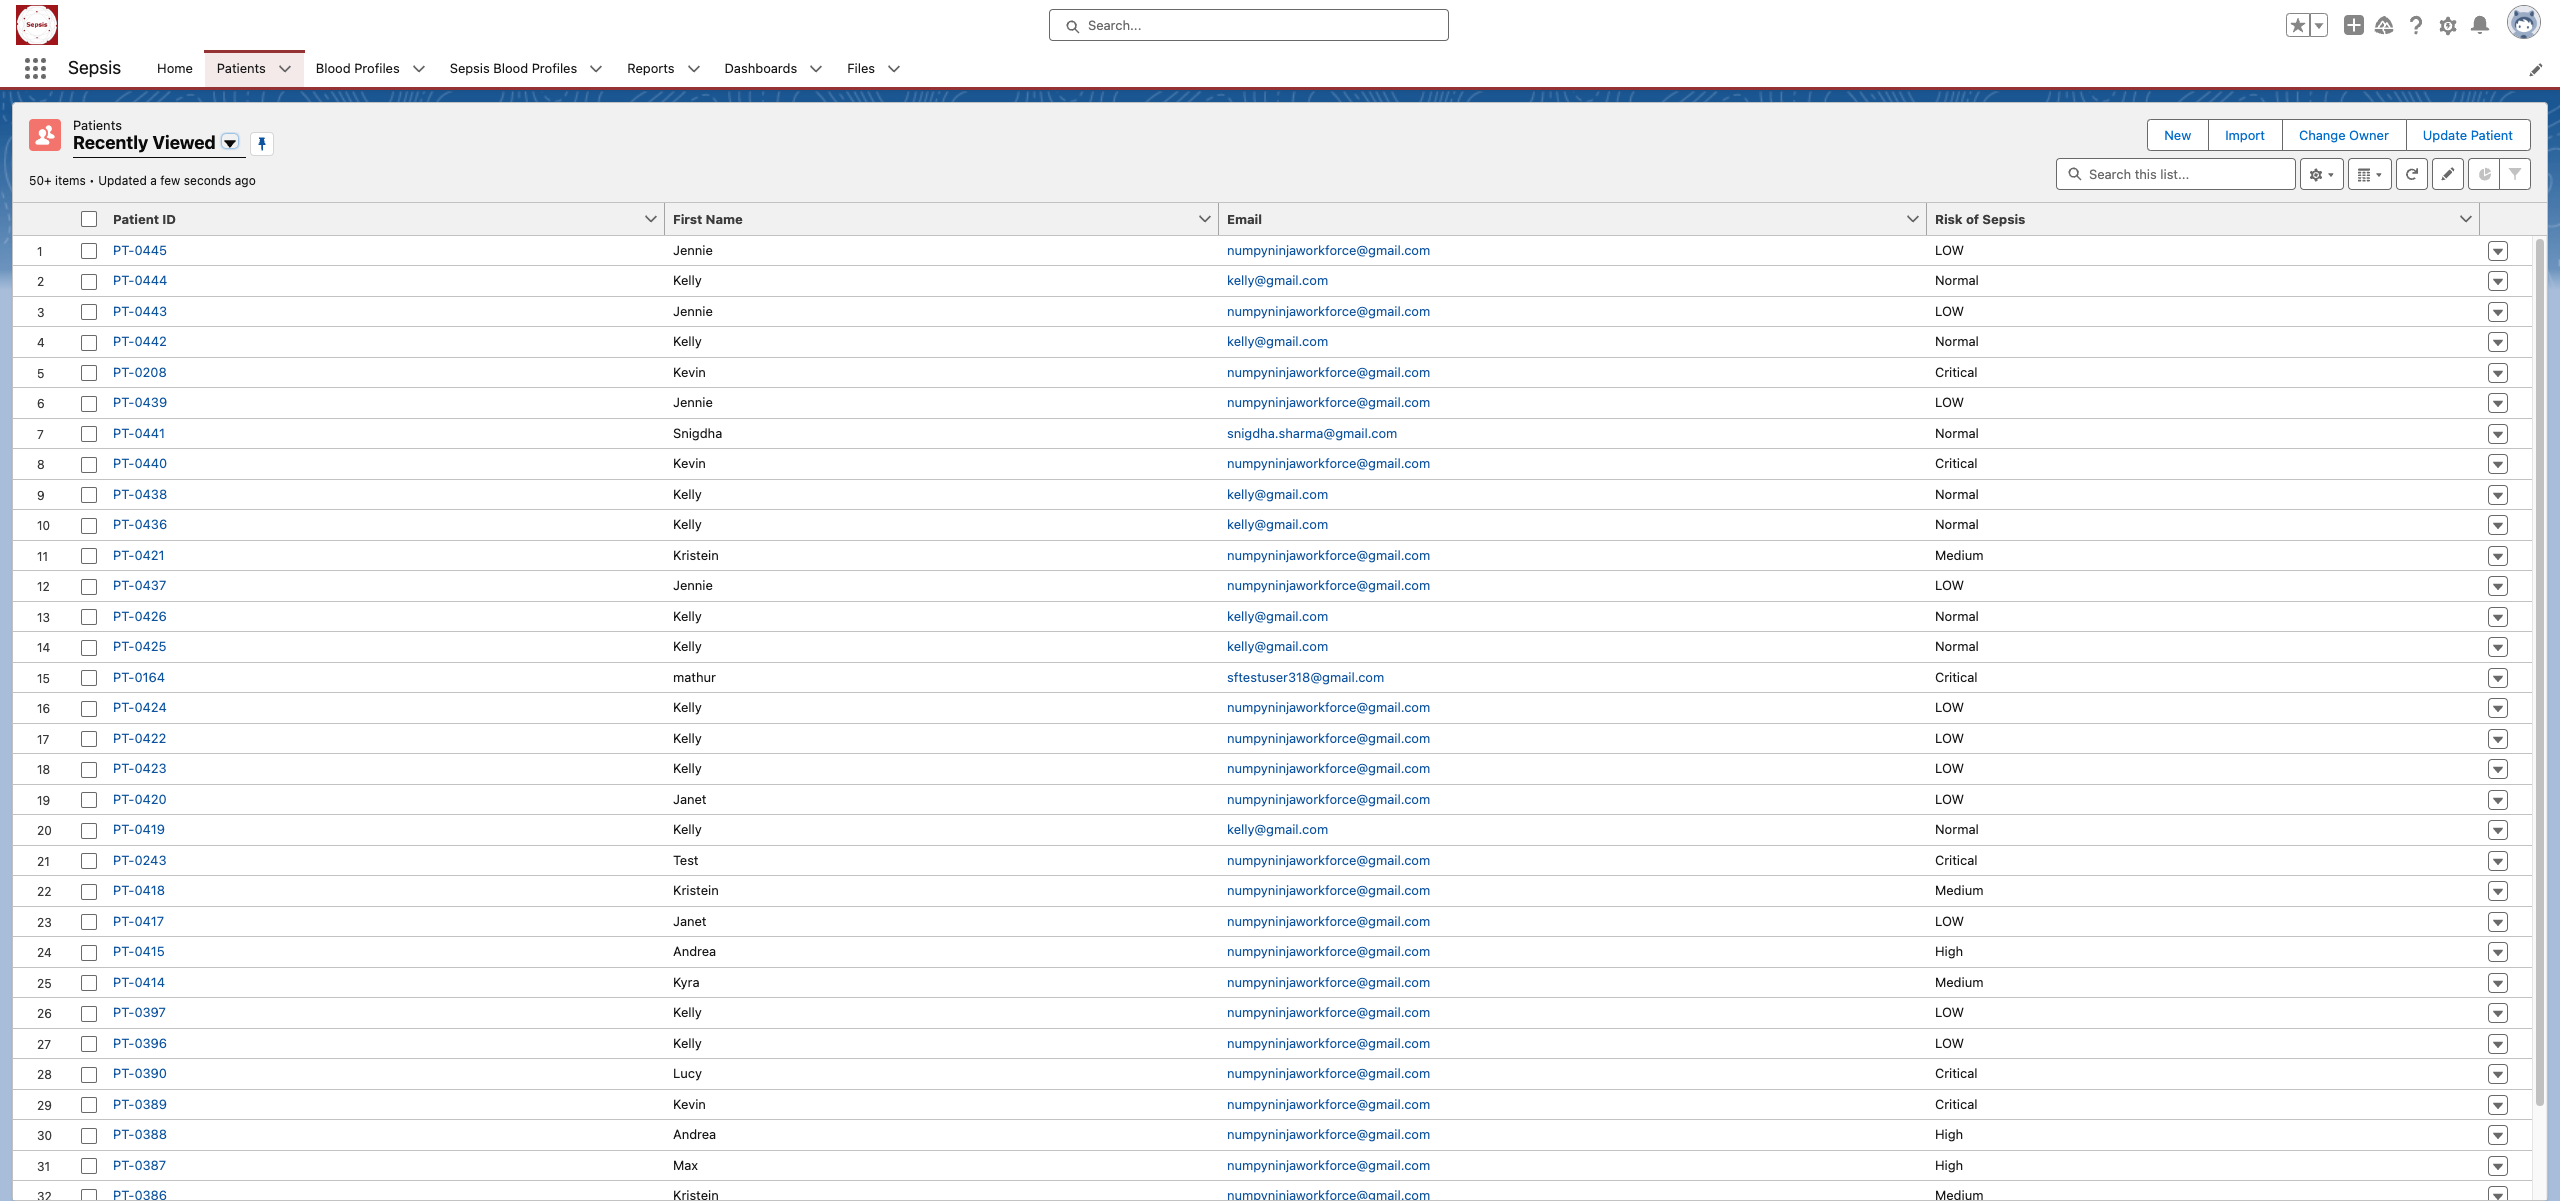 Sepsis
Search...
Sepsis Home Patients Blood Profiles Sepsis Blood Profiles Reports Dashboards Files
Patients
Recently Viewed
New Import Change Owner Update Patient
50+ items • Updated a few seconds ago
Search this list...
Patient ID First Name Email Risk of Sepsis
1 PT-0445 Jennie numpyninjaworkforce@gmail.com LOW
2 PT-0444 Kelly kelly@gmail.com Normal
3 PT-0443 Jennie numpyninjaworkforce@gmail.com LOW
4 PT-0442 Kelly kelly@gmail.com Normal
5 PT-0208 Kevin numpyninjaworkforce@gmail.com Critical
6 PT-0439 Jennie numpyninjaworkforce@gmail.com LOW
7 PT-0441 Snigdha snigdha.sharma@gmail.com Normal
8 PT-0440 Kevin numpyninjaworkforce@gmail.com Critical
9 PT-0438 Kelly kelly@gmail.com Normal
10 PT-0436 Kelly kelly@gmail.com Normal
11 PT-0421 Kristein numpyninjaworkforce@gmail.com Medium
12 PT-0437 Jennie numpyninjaworkforce@gmail.com LOW
13 PT-0426 Kelly kelly@gmail.com Normal
14 PT-0425 Kelly kelly@gmail.com Normal
15 PT-0164 mathur sftestuser318@gmail.com Critical
16 PT-0424 Kelly numpyninjaworkforce@gmail.com LOW
17 PT-0422 Kelly numpyninjaworkforce@gmail.com LOW
18 PT-0423 Kelly numpyninjaworkforce@gmail.com LOW
19 PT-0420 Janet numpyninjaworkforce@gmail.com LOW
20 PT-0419 Kelly kelly@gmail.com Normal
21 PT-0243 Test numpyninjaworkforce@gmail.com Critical
22 PT-0418 Kristein numpyninjaworkforce@gmail.com Medium
23 PT-0417 Janet numpyninjaworkforce@gmail.com LOW
24 PT-0415 Andrea numpyninjaworkforce@gmail.com High
25 PT-0414 Kyra numpyninjaworkforce@gmail.com Medium
26 PT-0397 Kelly numpyninjaworkforce@gmail.com LOW
27 PT-0396 Kelly numpyninjaworkforce@gmail.com LOW
28 PT-0390 Lucy numpyninjaworkforce@gmail.com Critical
29 PT-0389 Kevin numpyninjaworkforce@gmail.com Critical
30 PT-0388 Andrea numpyninjaworkforce@gmail.com High
31 PT-0387 Max numpyninjaworkforce@gmail.com High
32 PT-0386 Kristein numpyninjaworkforce@gmail.com Medium